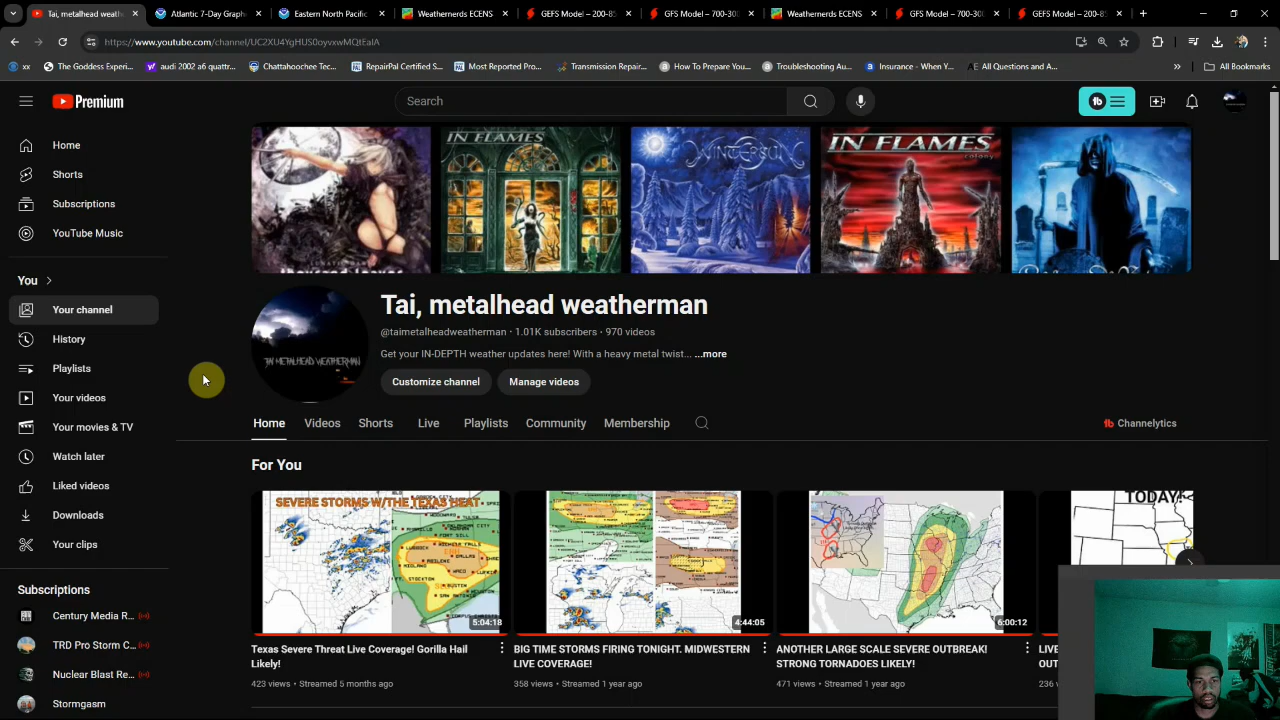 Tai, metalhead weath
Atlantic 7-Day Graph
Eastern North Pacific
Weathernerds ECENS
GEFS Model – 200-85
GFS Model – 700-30
Weathernerds ECENS
GFS Model – 700-30
GEFS Model – 200-85
https://www.youtube.com/channel/UC2XU4YgHUS0oyvxwMQtEalA
xx
The Goddess Experi...
audi 2002 a6 quattr...
Chattahoochee Tec...
RepairPal Certified S...
Most Reported Pro...
Transmission Repair...
How To Prepare You...
Troubleshooting Au...
Insurance - When Y...
All Questions and A...
All Bookmarks
Premium
Search
Home
Shorts
Subscriptions
YouTube Music
You
Your channel
History
Playlists
Your videos
Your movies & TV
Watch later
Liked videos
Downloads
Your clips
Subscriptions
Century Media R...
TRD Pro Storm C...
Nuclear Blast Re...
Stormgasm
IN FLAMES
WINTERSUN
IN FLAMES
colony
TAI METALHEAD WEATHERMAN
Tai, metalhead weatherman
@taimetalheadweatherman • 1.01K subscribers • 970 videos
Get your IN-DEPTH weather updates here! With a heavy metal twist... ...more
Customize channel
Manage videos
Home
Videos
Shorts
Live
Playlists
Community
Membership
Channelytics
For You
SEVERE STORMS W/THE TEXAS HEAT
5:04:18
4:44:05
6:00:12
TODAY!
Texas Severe Threat Live Coverage! Gorilla Hail
Likely!
423 views • Streamed 5 months ago
BIG TIME STORMS FIRING TONIGHT. MIDWESTERN
LIVE COVERAGE!
358 views • Streamed 1 year ago
ANOTHER LARGE SCALE SEVERE OUTBREAK!
STRONG TORNADOES LIKELY!
471 views • Streamed 1 year ago
LIVE
OUT
236